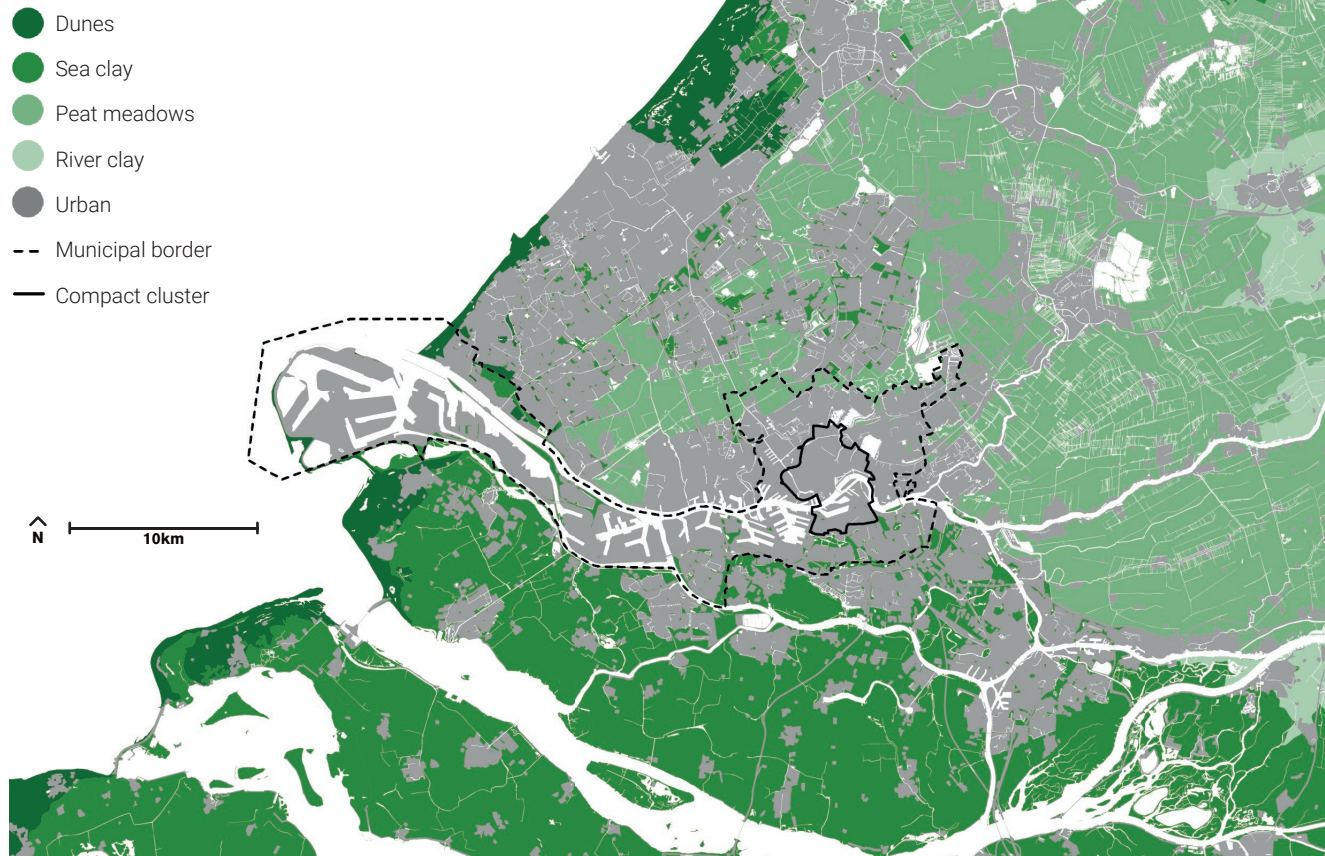 Dunes
Sea clay
Peat meadows
River clay
Urban
Municipal border
Compact cluster
N
10km